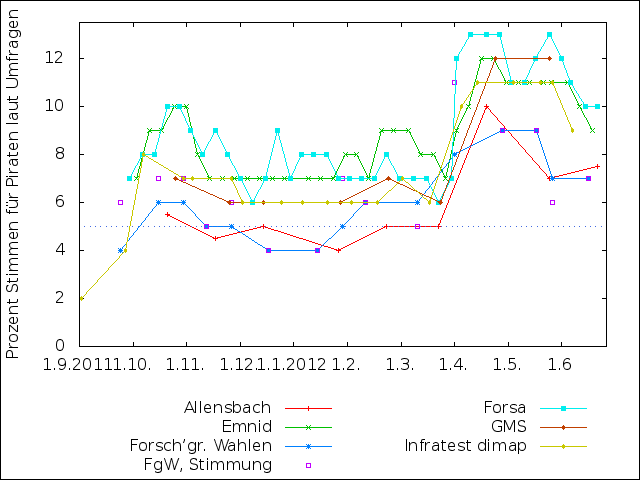 Prozent Stimmen für Piraten laut Umfragen
12
10
8
6
4
2
0
1.9.2011 1.10. 1.11. 1.12. 1.1.2012 1.2. 1.3. 1.4. 1.5. 1.6
Allensbach
Emnid
Forsch'gr. Wahlen
FgW, Stimmung
Forsa
GMS
Infratest dimap